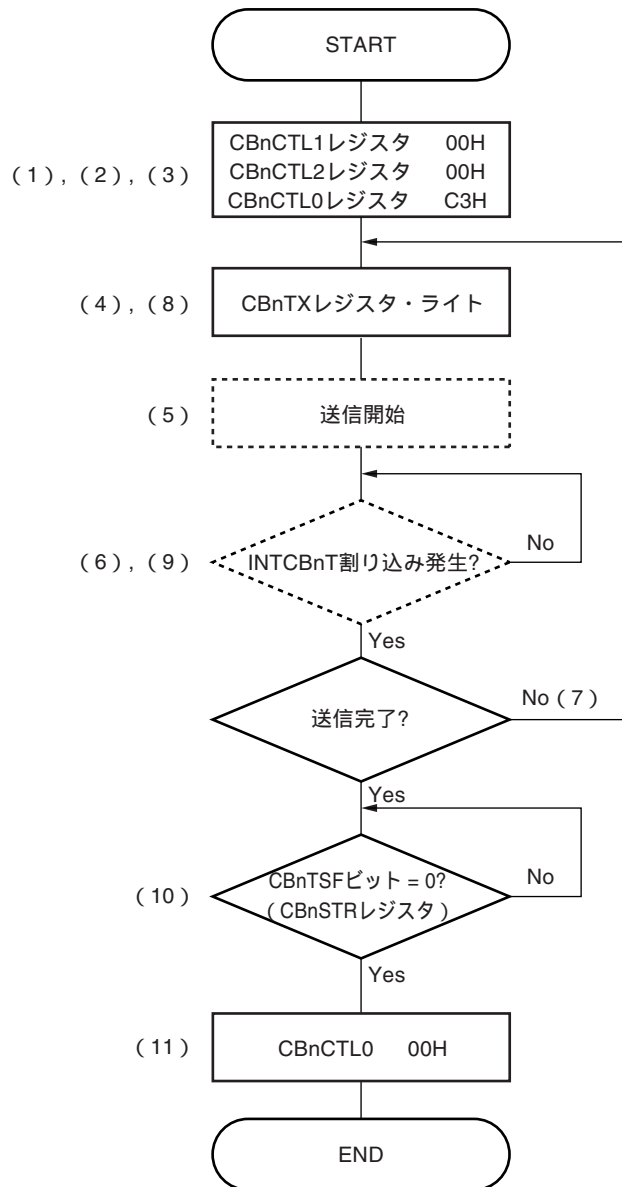 START
(1), (2), (3)
CBnCTL1レジスタ 00H
CBnCTL2レジスタ 00H
CBnCTL0レジスタ C3H
(4), (8)
CBnTXレジスタ・ライト
(5)
送信開始
(6), (9)
INTCBnT割り込み発生?
No
Yes
送信完了?
No (7)
Yes
(10)
CBnTSFビット = 0?
(CBnSTRレジスタ)
No
Yes
(11)
CBnCTL0 00H
END